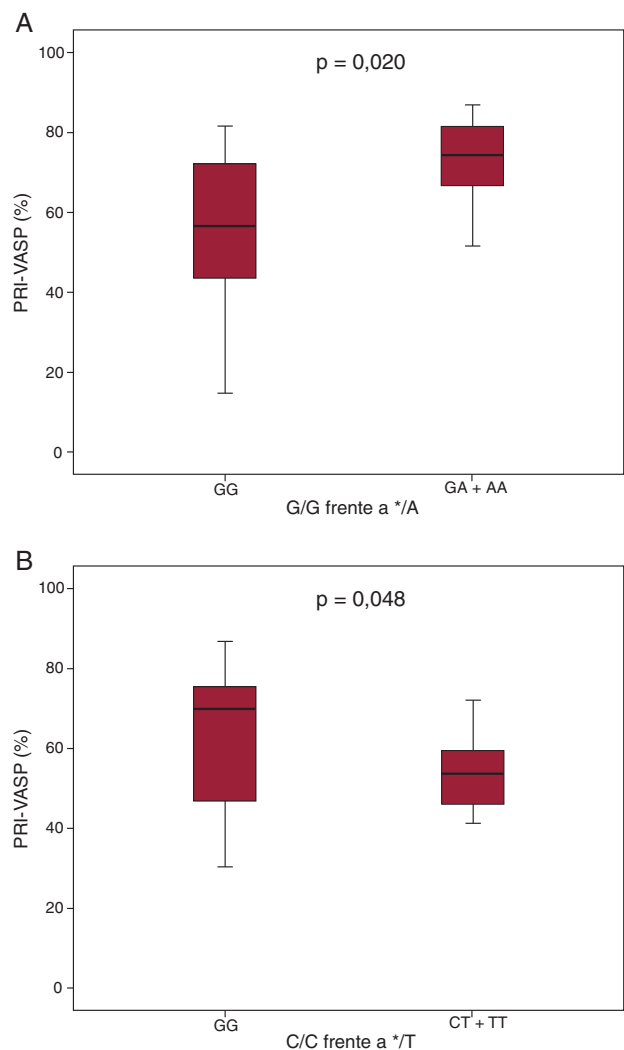 A
p = 0,020
PRI-VASP (%)
100
80
60
40
20
0
GG
GA + AA
G/G frente a */A
B
p = 0,048
PRI-VASP (%)
100
80
60
40
20
0
GG
CT + TT
C/C frente a */T